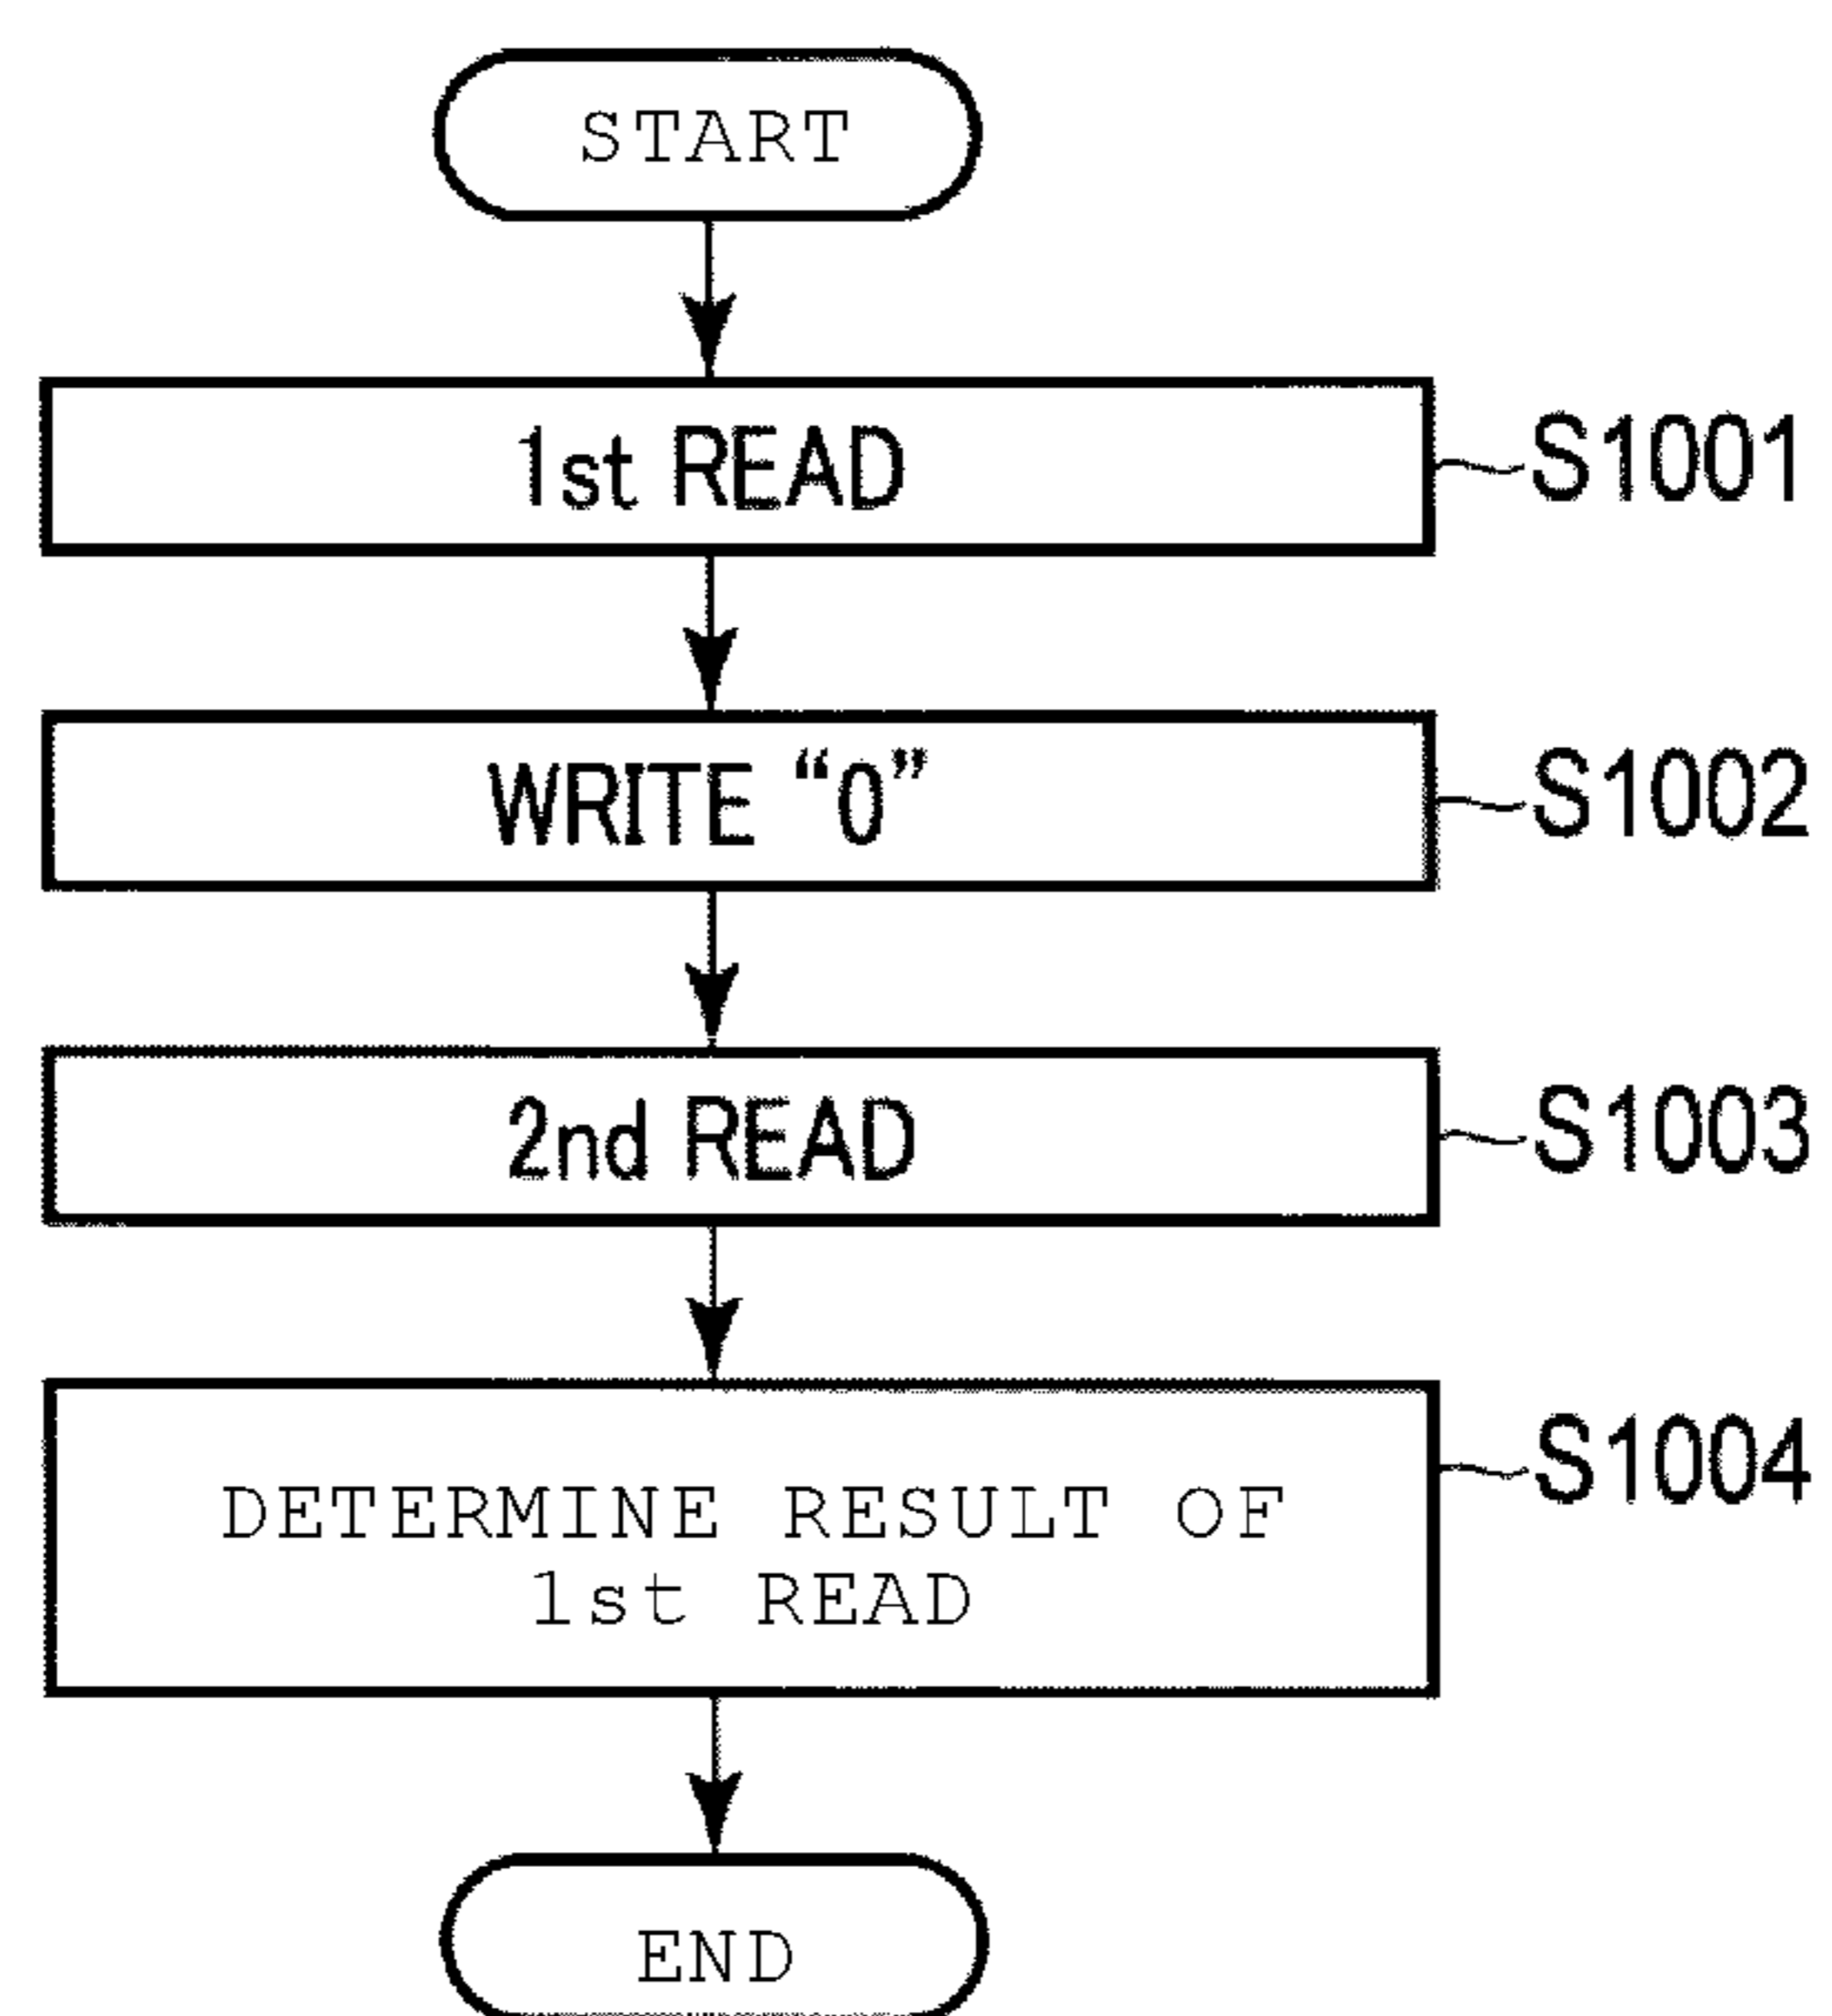 START
1st READ
S1001
WRITE “0”
S1002
2nd READ
S1003
DETERMINE RESULT OF
1st READ
S1004
END